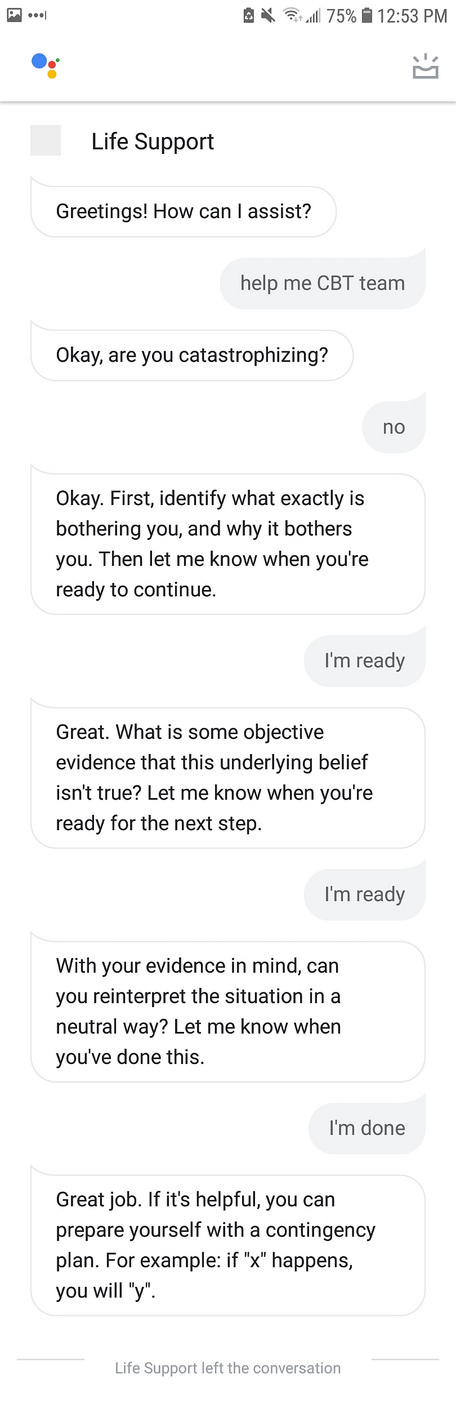 75% 12:53 PM
Life Support
Greetings! How can I assist?
help me CBT team
Okay, are you catastrophizing?
no
Okay. First, identify what exactly is
bothering you, and why it bothers
you. Then let me know when you're
ready to continue.
I'm ready
Great. What is some objective
evidence that this underlying belief
isn't true? Let me know when you're
ready for the next step.
I'm ready
With your evidence in mind, can
you reinterpret the situation in a
neutral way? Let me know when
you've done this.
I'm done
Great job. If it's helpful, you can
prepare yourself with a contingency
plan. For example: if "x" happens,
you will "y".
Life Support left the conversation